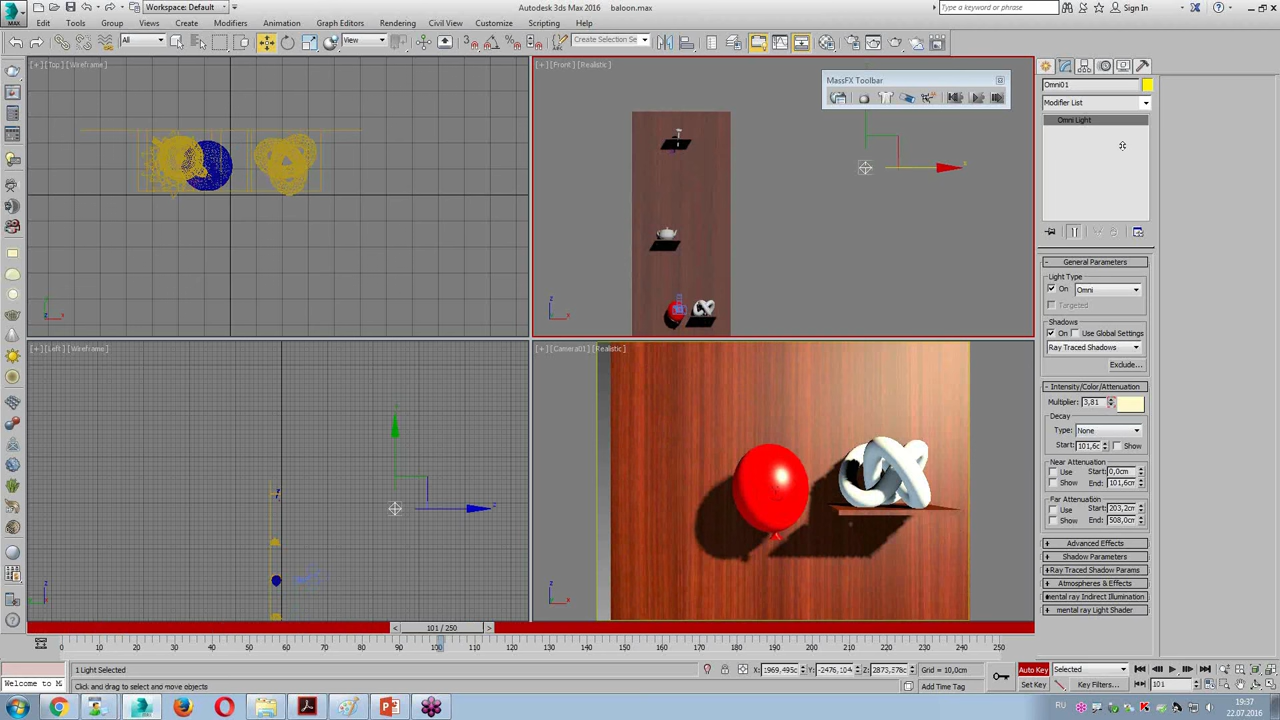 Workspace: Default
Autodesk 3ds Max 2016
baloon.max
Type a keyword or phrase
Sign In
MAX
Edit
Tools
Group
Views
Create
Modifiers
Animation
Graph Editors
Rendering
Civil View
Customize
Scripting
Help
All
View
Create Selection Se
[+] [Top] [Wireframe]
[+] [Front] [Realistic]
MassFX Toolbar
Omni01
Modifier List
Omni Light
General Parameters
Light Type
On
Omni
Targeted
Shadows
On
Use Global Settings
Ray Traced Shadows
Exclude...
[+] [Left] [Wireframe]
[+] [Camera01] [Realistic]
Intensity/Color/Attenuation
Multiplier: 3,81
Decay
Type: None
Start: 101,6c
Show
Near Attenuation
Use
Start: 0,0cm
Show
End: 101,6cm
Far Attenuation
Use
Start: 203,2cm
Show
End: 508,0cm
Advanced Effects
Shadow Parameters
Ray Traced Shadow Params
Atmospheres & Effects
mental ray Indirect Illumination
mental ray Light Shader
101 / 250
0 10 20 30 40 50 60 70 80 90 100 110 120 130 140 150 160 170 180 190 200 210 220 230 240 250
1 Light Selected
X: 1969,495c
Y: -2476,104
Z: 2873,378c
Grid = 10,0cm
Auto Key
Selected
Welcome to M
Click and drag to select and move objects
Add Time Tag
Set Key
Key Filters...
101
RU
19:37
22.07.2016